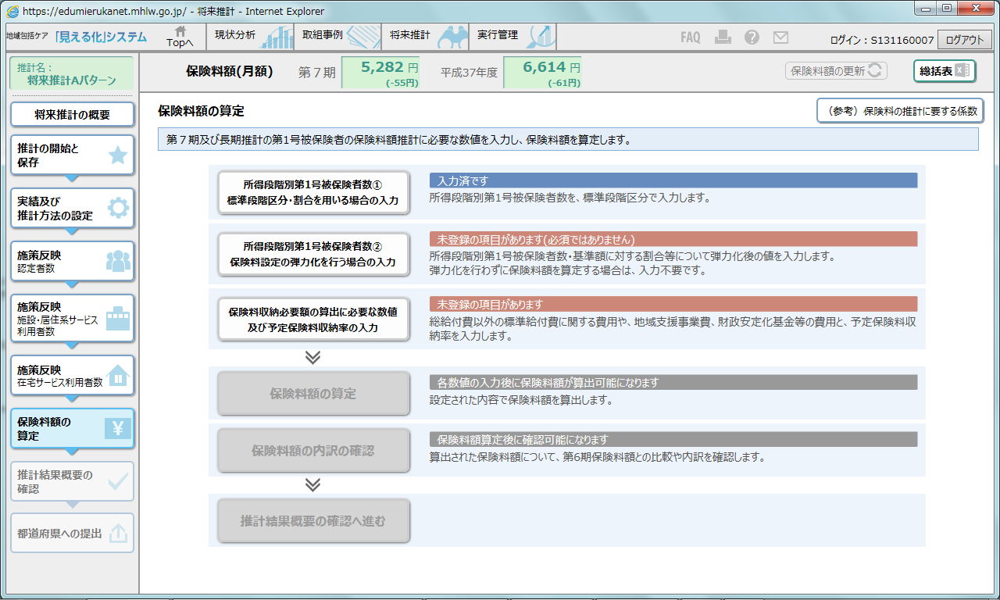 https://edumierukanet.mhlw.go.jp/ - 将来推計 - Internet Explorer
地域包括ケア「見える化」システム
Topへ
現状分析
取組事例
将来推計
実行管理
FAQ
ログイン：S131160007
ログアウト
推計名：
将来推計Aパターン
保険料額(月額)
第７期
5,282 円
(-55円)
平成37年度
6,614 円
(-61円)
保険料額の更新
総括表
将来推計の概要
推計の開始と
保存
実績及び
推計方法の設定
施策反映
認定者数
施策反映
施設・居住系サービス
利用者数
施策反映
在宅サービス利用者数
保険料額の
算定
¥
推計結果概要の
確認
都道府県への提出
保険料額の算定
（参考）保険料の推計に要する係数
第７期及び長期推計の第1号被保険者の保険料額推計に必要な数値を入力し、保険料額を算定します。
所得段階別第1号被保険者数①
標準段階区分・割合を用いる場合の入力
入力済です
所得段階別第1号被保険者数を、標準段階区分で入力します。
所得段階別第1号被保険者数②
保険料設定の弾力化を行う場合の入力
未登録の項目があります(必須ではありません)
所得段階別第1号被保険者数・基準額に対する割合等について弾力化後の値を入力します。
弾力化を行わずに保険料額を算定する場合は、入力不要です。
保険料収納必要額の算出に必要な数値
及び予定保険料収納率の入力
未登録の項目があります
総給付費以外の標準給付費に関する費用や、地域支援事業費、財政安定化基金等の費用と、予定保険料収
納率を入力します。
保険料額の算定
各数値の入力後に保険料額が算出可能になります
設定された内容で保険料額を算出します。
保険料額の内訳の確認
保険料額算定後に確認可能になります
算出された保険料額について、第6期保険料額との比較や内訳を確認します。
推計結果概要の確認へ進む